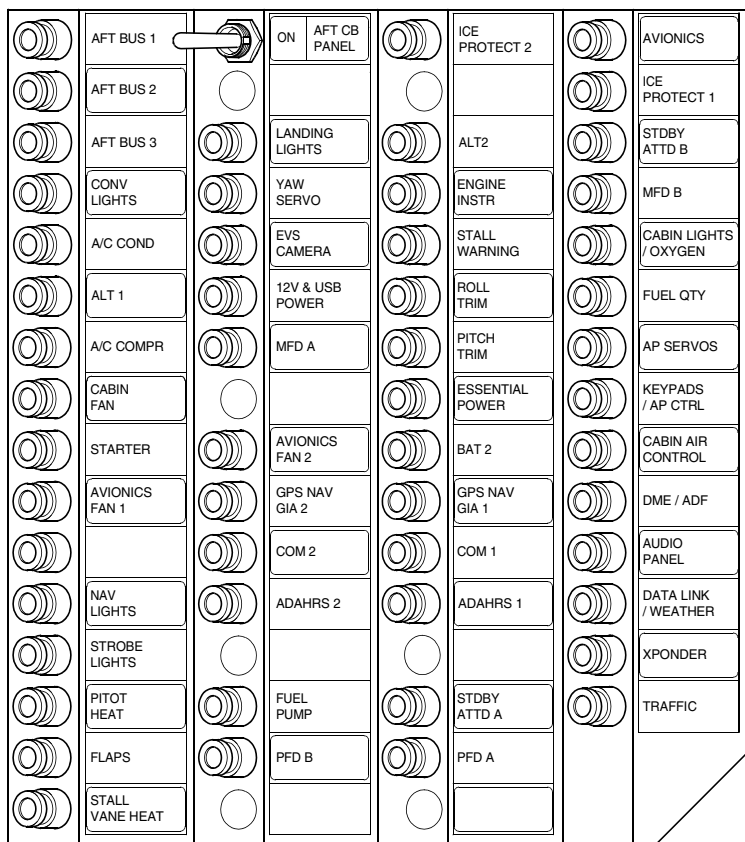 AFT BUS 1
AFT BUS 2
AFT BUS 3
CONV
LIGHTS
A/C COND
ALT 1
A/C COMPR
CABIN
FAN
STARTER
AVIONICS
FAN 1
NAV
LIGHTS
STROBE
LIGHTS
PITOT
HEAT
FLAPS
STALL
VANE HEAT
ON
AFT CB
PANEL
LANDING
LIGHTS
YAW
SERVO
EVS
CAMERA
12V & USB
POWER
MFD A
AVIONICS
FAN 2
GPS NAV
GIA 2
COM 2
ADAHRS 2
FUEL
PUMP
PFD B
ICE
PROTECT 2
ALT2
ENGINE
INSTR
STALL
WARNING
ROLL
TRIM
PITCH
TRIM
ESSENTIAL
POWER
BAT 2
GPS NAV
GIA 1
COM 1
ADAHRS 1
STDBY
ATTD A
PFD A
AVIONICS
ICE
PROTECT 1
STDBY
ATTD B
MFD B
CABIN LIGHTS
/ OXYGEN
FUEL QTY
AP SERVOS
KEYPADS
/ AP CTRL
CABIN AIR
CONTROL
DME / ADF
AUDIO
PANEL
DATA LINK
/ WEATHER
XPONDER
TRAFFIC